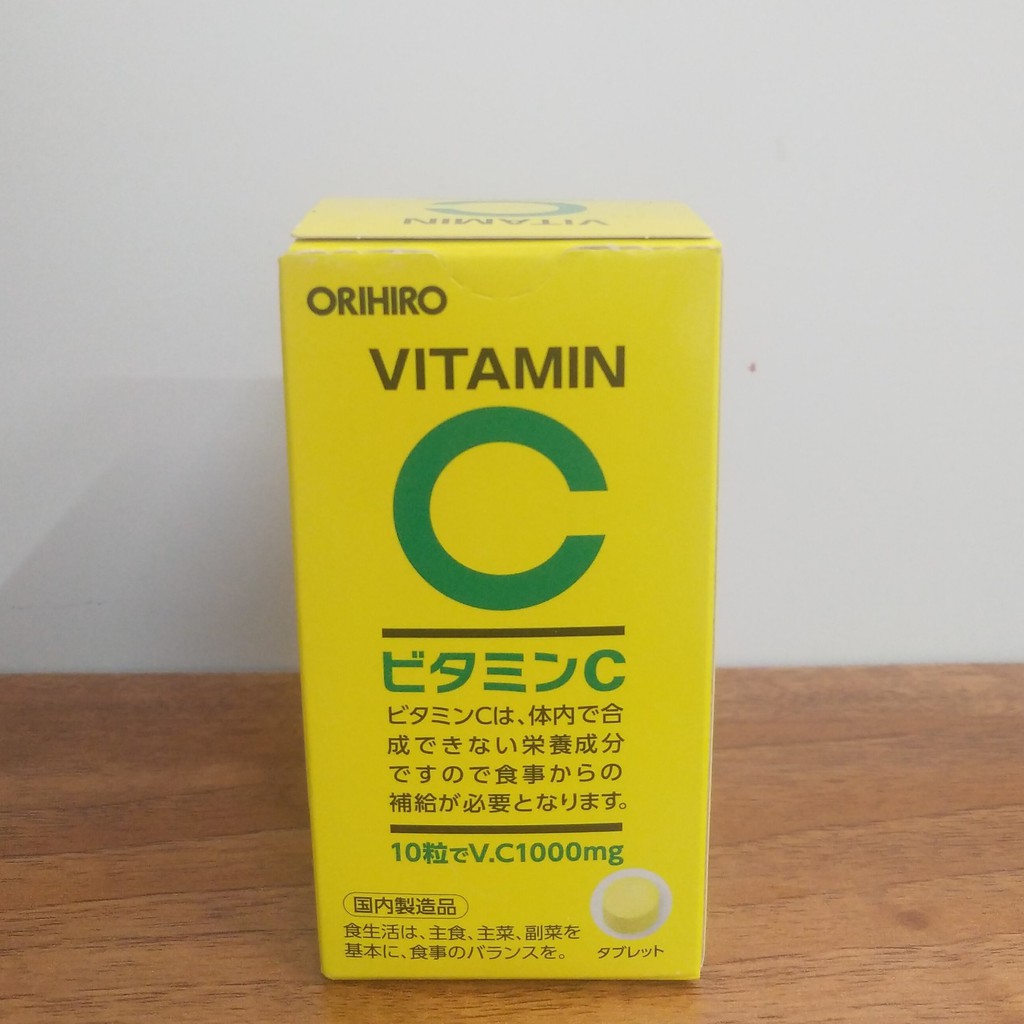 VITAMIN C
ORIHIRO
VITAMIN
C
ビタミンC
ビタミンCは、体内で合
成できない栄養成分
ですので食事からの
補給が必要となります。
10粒でV.C1000mg
国内製造品
食生活は、主食、主菜、副菜を
基本に、食事のバランスを。
タブレット